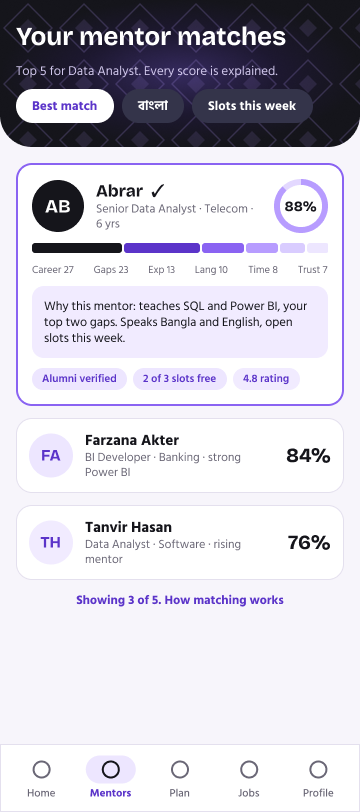 Your mentor matches
Top 5 for Data Analyst. Every score is explained.
Best match
বাংলা
Slots this week
AB
Abrar ✓
Senior Data Analyst · Telecom ·
6 yrs
88%
Career 27 Gaps 23 Exp 13 Lang 10 Time 8 Trust 7
Why this mentor: teaches SQL and Power BI, your
top two gaps. Speaks Bangla and English, open
slots this week.
Alumni verified
2 of 3 slots free
4.8 rating
FA
Farzana Akter
BI Developer · Banking · strong
Power BI
84%
TH
Tanvir Hasan
Data Analyst · Software · rising
mentor
76%
Showing 3 of 5. How matching works
Home Mentors Plan Jobs Profile